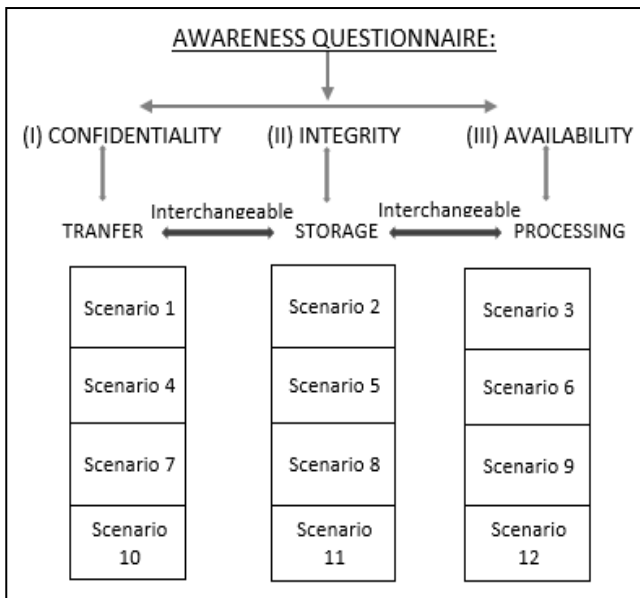 AWARENESS QUESTIONNAIRE:
(I) CONFIDENTIALITY (II) INTEGRITY (III) AVAILABILITY
Interchangeable Interchangeable
TRANFER STORAGE PROCESSING
Scenario 1 Scenario 2 Scenario 3
Scenario 4 Scenario 5 Scenario 6
Scenario 7 Scenario 8 Scenario 9
Scenario Scenario Scenario
10 11 12